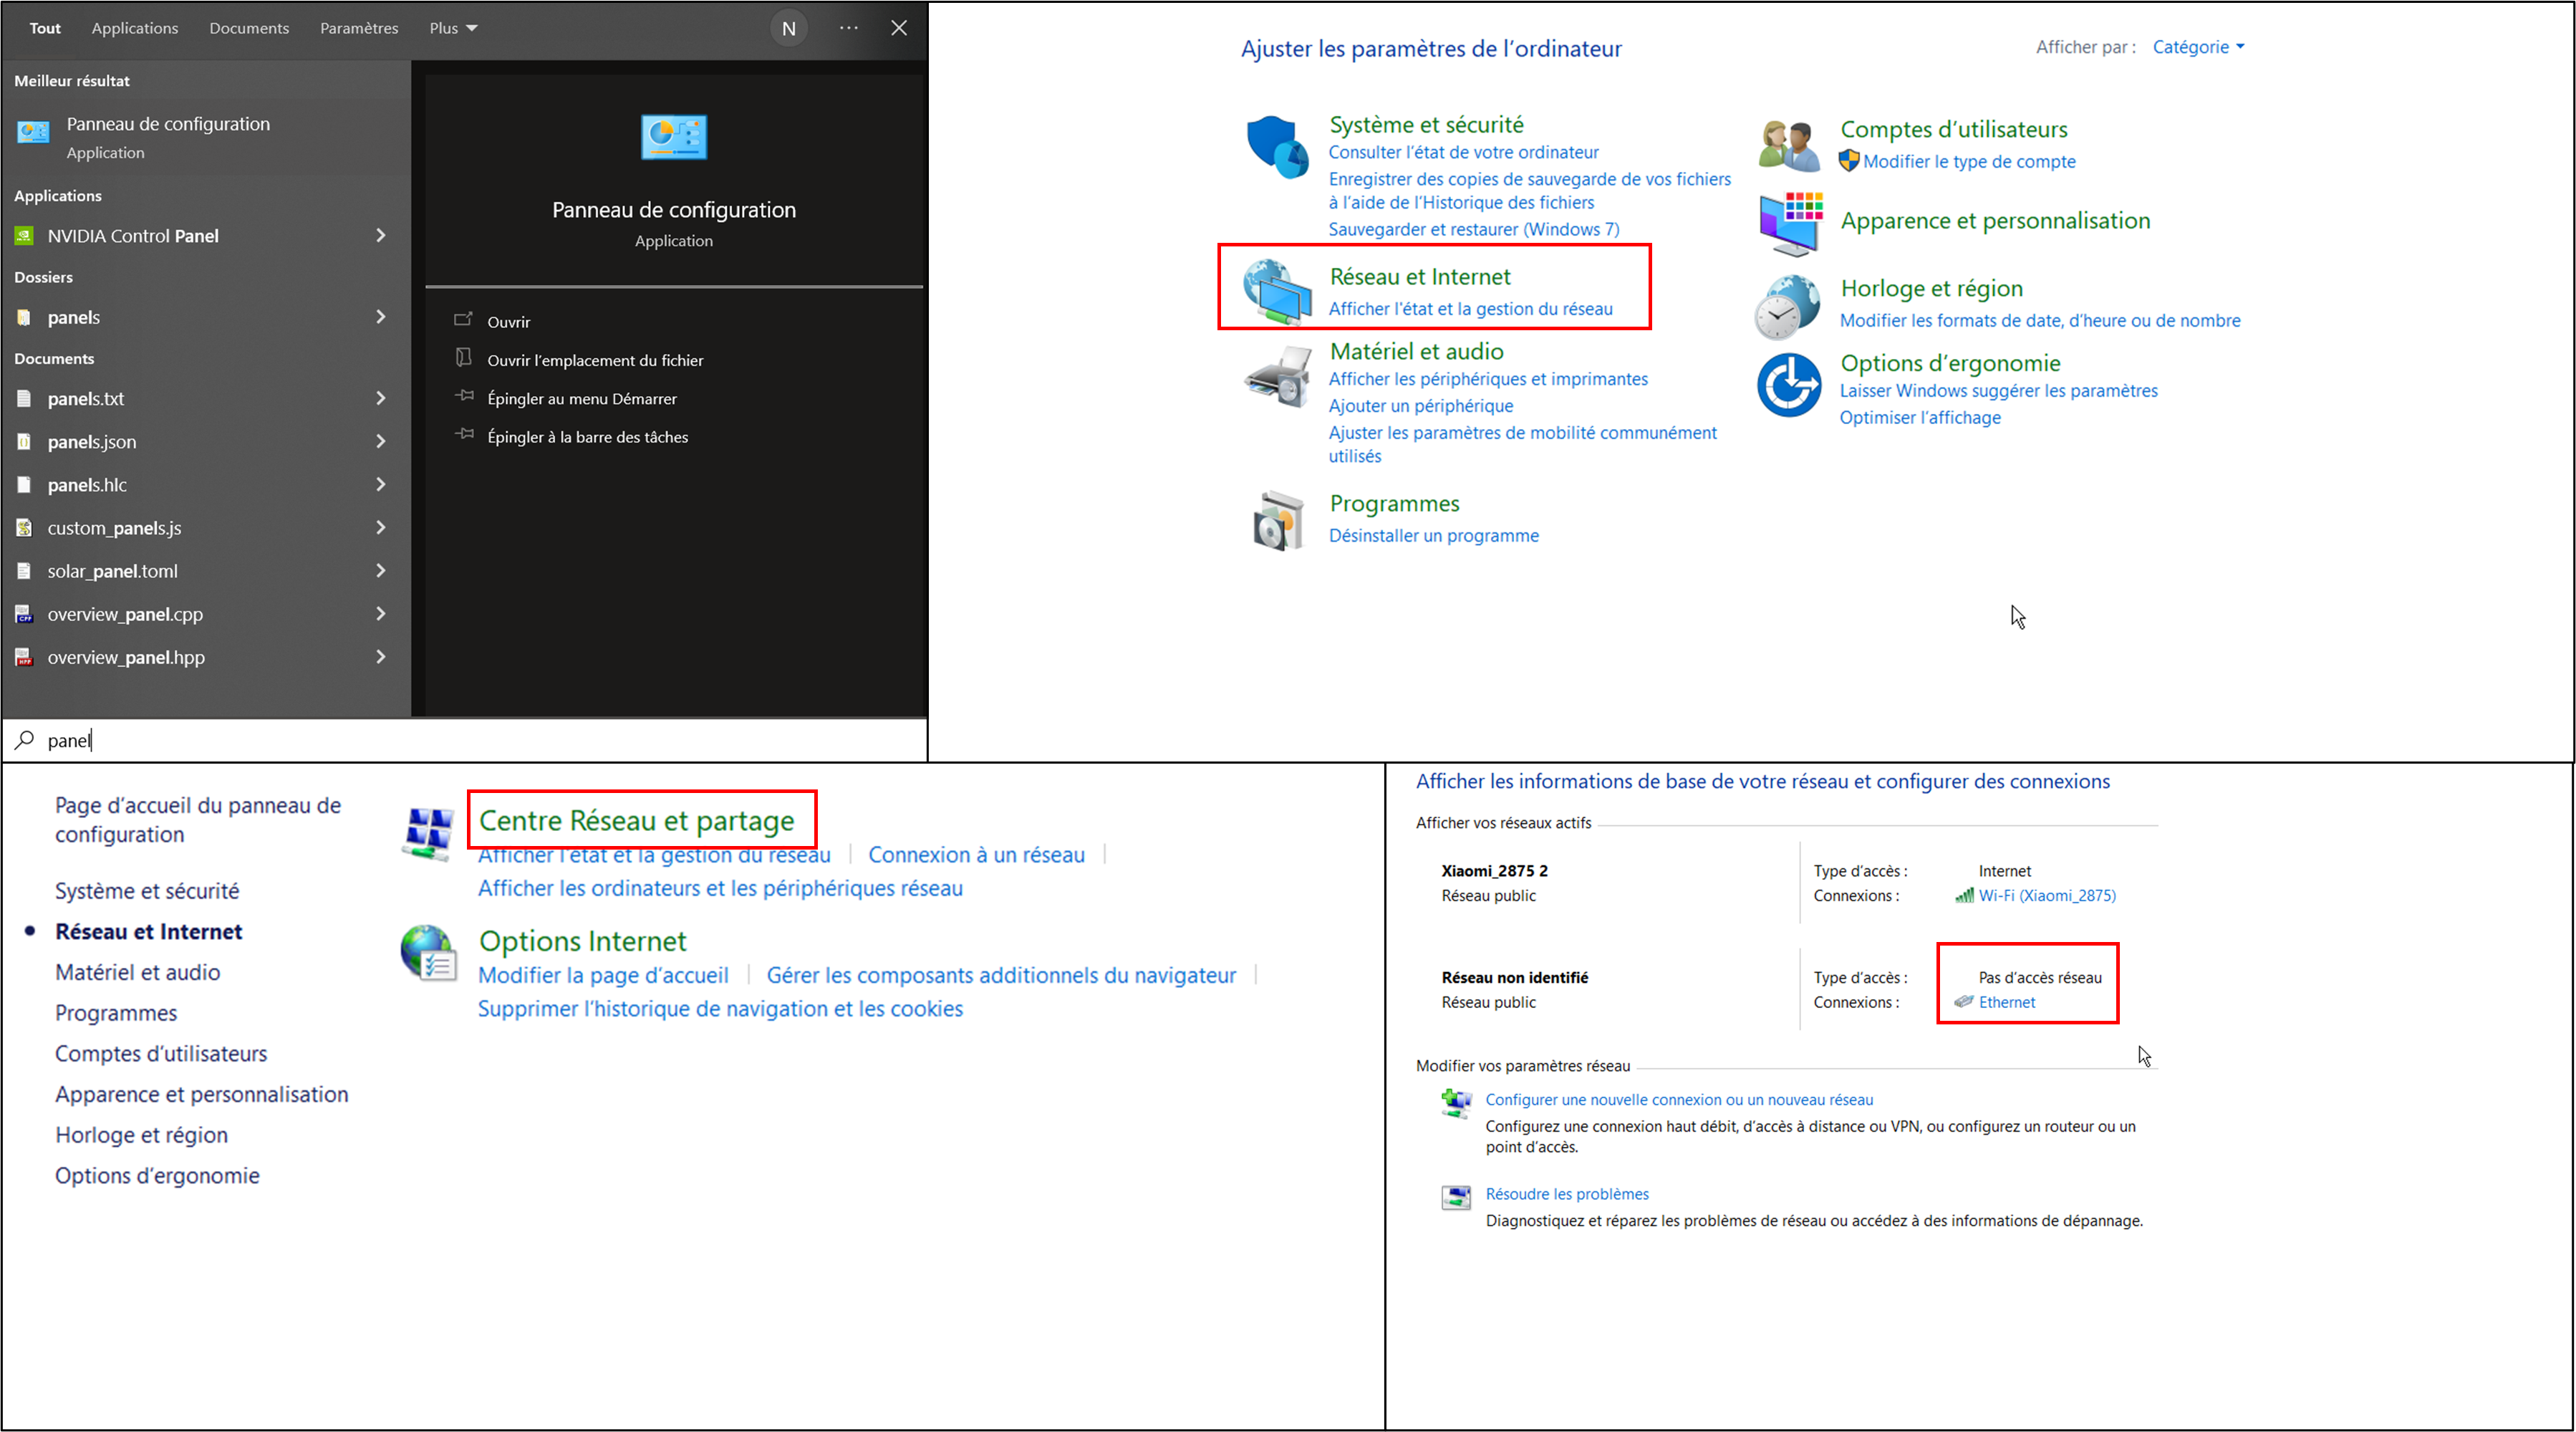 Tout Applications Documents Paramètres Plus N ...
Meilleur résultat
Panneau de configuration
Application
Applications
NVIDIA Control Panel
Dossiers
panels
Documents
panels.txt
panels.json
panels.hlc
custom_panels.js
solar_panel.toml
overview_panel.cpp
overview_panel.hpp
panel
Panneau de configuration
Application
Ouvrir
Ouvrir l'emplacement du fichier
Épingler au menu Démarrer
Épingler à la barre des tâches
Ajuster les paramètres de l'ordinateur
Afficher par : Catégorie
Système et sécurité
Consulter l'état de votre ordinateur
Enregistrer des copies de sauvegarde de vos fichiers
à l'aide de l'Historique des fichiers
Sauvegarder et restaurer (Windows 7)
Réseau et Internet
Afficher l'état et la gestion du réseau
Matériel et audio
Afficher les périphériques et imprimantes
Ajouter un périphérique
Ajuster les paramètres de mobilité communément
utilisés
Programmes
Désinstaller un programme
Comptes d'utilisateurs
Modifier le type de compte
Apparence et personnalisation
Horloge et région
Modifier les formats de date, d'heure ou de nombre
Options d'ergonomie
Laisser Windows suggérer les paramètres
Optimiser l'affichage
Page d'accueil du panneau de
configuration
Système et sécurité
Réseau et Internet
Matériel et audio
Programmes
Comptes d'utilisateurs
Apparence et personnalisation
Horloge et région
Options d'ergonomie
Centre Réseau et partage
Afficher l'état et la gestion du réseau Connexion à un réseau
Afficher les ordinateurs et les périphériques réseau
Options Internet
Modifier la page d'accueil Gérer les composants additionnels du navigateur
Supprimer l'historique de navigation et les cookies
Afficher les informations de base de votre réseau et configurer des connexions
Afficher vos réseaux actifs
Xiaomi_2875 2
Réseau public
Type d'accès : Internet
Connexions : Wi-Fi (Xiaomi_2875)
Réseau non identifié
Réseau public
Type d'accès : Pas d'accès réseau
Connexions : Ethernet
Modifier vos paramètres réseau
Configurer une nouvelle connexion ou un nouveau réseau
Configurez une connexion haut débit, d'accès à distance ou VPN, ou configurez un routeur ou un
point d'accès.
Résoudre les problèmes
Diagnostiquez et réparez les problèmes de réseau ou accédez à des informations de dépannage.